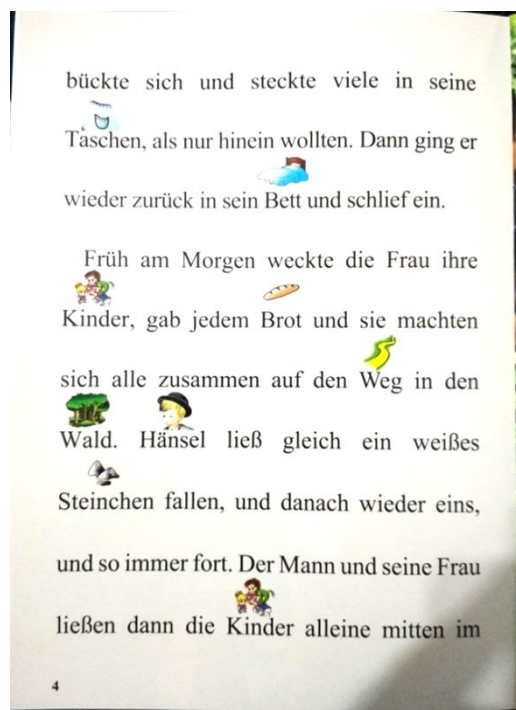 bückte sich und steckte viele in seine
Taschen, als nur hinein wollten. Dann ging er
wieder zurück in sein Bett und schlief ein.
Früh am Morgen weckte die Frau ihre
Kinder, gab jedem Brot und sie machten
sich alle zusammen auf den Weg in den
Wald. Hänsel ließ gleich ein weißes
Steinchen fallen, und danach wieder eins,
und so immer fort. Der Mann und seine Frau
ließen dann die Kinder alleine mitten im
4